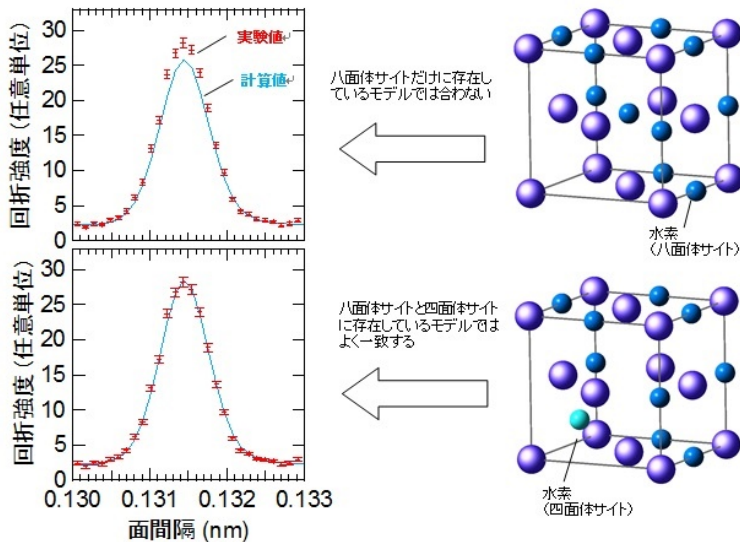 30
25
20
15
10
5
0
回折強度 (任意単位)
実験値
計算値
八面体サイトだけに存在し
ているモデルでは合わない
水素
(八面体サイト)
30
25
20
15
10
5
0
回折強度 (任意単位)
八面体サイトと四面体サイト
に存在しているモデルでは
よく一致する
水素
(四面体サイト)
0.130 0.131 0.132 0.133
面間隔 (nm)